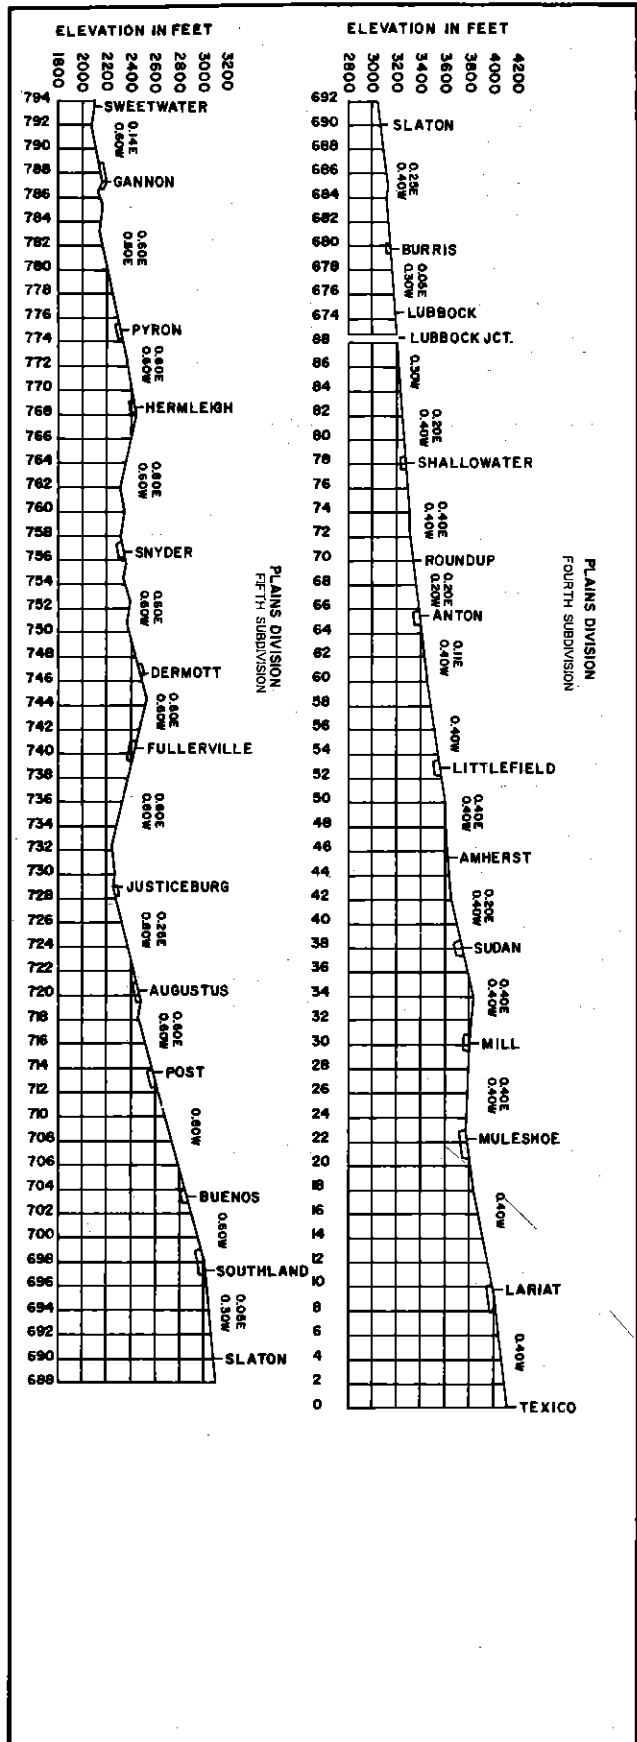 ELEVATION IN FEET
1800 2000 2200 2400 2600 2800 3000 3200
794
SWEETWATER
792
0.14E
0.60W
790
788
GANNON
786
784
782
0.60E
0.60E
780
778
776
PYRON
774
0.60E
0.60W
772
770
768
HERMLEIGH
766
764
0.60E
0.60W
762
760
758
SNYDER
756
754
0.60E
0.60W
752
750
748
DERMOTT
746
744
0.60E
0.60W
742
740
FULLERVILLE
738
736
0.60E
0.60W
734
732
730
JUSTICEBURG
728
726
0.25E
0.60W
724
722
720
AUGUSTUS
718
0.60E
0.60W
716
714
POST
712
710
0.60W
708
706
704
BUENOS
702
700
0.60W
698
SOUTHLAND
696
694
0.05E
0.30W
692
690
SLATON
688
PLAINS DIVISION
FIFTH SUBDIVISION
ELEVATION IN FEET
2800 3000 3200 3400 3600 3800 4000 4200
692
690
SLATON
688
686
0.25E
0.40W
684
682
680
BURRIS
678
0.05E
0.30W
676
674
LUBBOCK
88
LUBBOCK JCT.
86
0.30W
84
82
0.20E
0.40W
80
78
SHALLOWATER
76
74
0.40E
0.40W
72
70
ROUNDUP
68
0.20E
0.20W
66
ANTON
64
0.11E
0.40W
62
60
58
56
0.40W
54
LITTLEFIELD
52
50
0.40E
0.40W
48
46
AMHERST
44
42
0.20E
0.40W
40
38
SUDAN
36
34
0.40E
0.40W
32
30
MILL
28
26
0.40E
0.40W
24
22
MULESHOE
20
18
0.40W
16
14
12
10
LARIAT
8
6
0.40W
4
2
0
TEXICO
PLAINS DIVISION
FOURTH SUBDIVISION